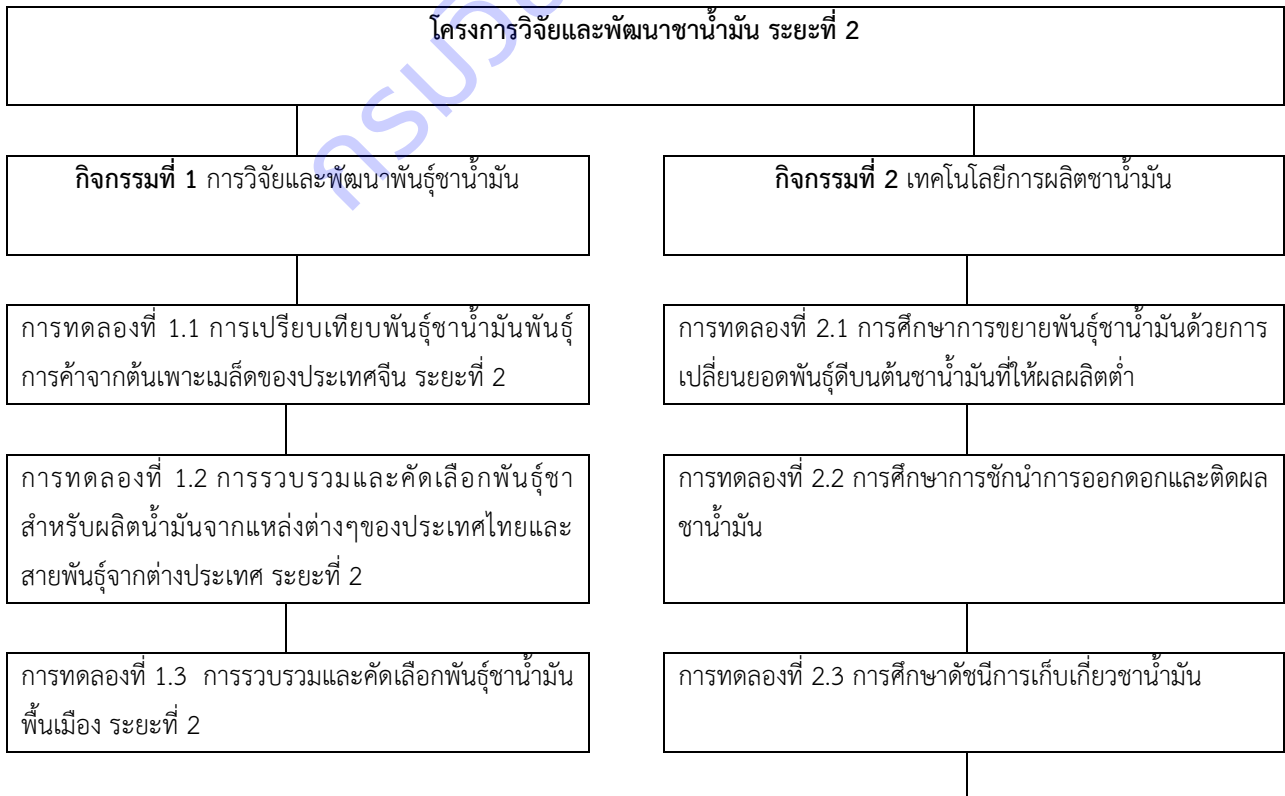 โครงการวิจัยและพัฒนาชาน้ำมัน ระยะที่ 2
กิจกรรมที่ 1 การวิจัยและพัฒนาพันธุ์ชาน้ำมัน
การทดลองที่ 1.1 การเปรียบเทียบพันธุ์ชาน้ำมันพันธุ์
การค้าจากต้นเพาะเมล็ดของประเทศจีน ระยะที่ 2
การทดลองที่ 1.2 การรวบรวมและคัดเลือกพันธุ์ชา
สำหรับผลิตน้ำมันจากแหล่งต่างๆของประเทศไทยและ
สายพันธุ์จากต่างประเทศ ระยะที่ 2
การทดลองที่ 1.3 การรวบรวมและคัดเลือกพันธุ์ชาน้ำมัน
พื้นเมือง ระยะที่ 2
กิจกรรมที่ 2 เทคโนโลยีการผลิตชาน้ำมัน
การทดลองที่ 2.1 การศึกษาการขยายพันธุ์ชาน้ำมันด้วยการ
เปลี่ยนยอดพันธุ์ดีบนต้นชาน้ำมันที่ให้ผลผลิตต่ำ
การทดลองที่ 2.2 การศึกษาการชักนำการออกดอกและติดผล
ชาน้ำมัน
การทดลองที่ 2.3 การศึกษาดัชนีการเก็บเกี่ยวชาน้ำมัน